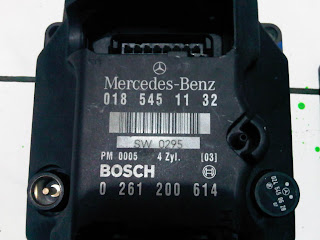 Mercedes-Benz
018 545 11 32
SW 0295
PM 0005 4 Zyl. [03]
BOSCH
0 261 200 614